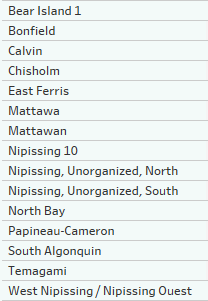 Bear Island 1
Bonfield
Calvin
Chisholm
East Ferris
Mattawa
Mattawan
Nipissing 10
Nipissing, Unorganized, North
Nipissing, Unorganized, South
North Bay
Papineau-Cameron
South Algonquin
Temagami
West Nipissing / Nipissing Ouest